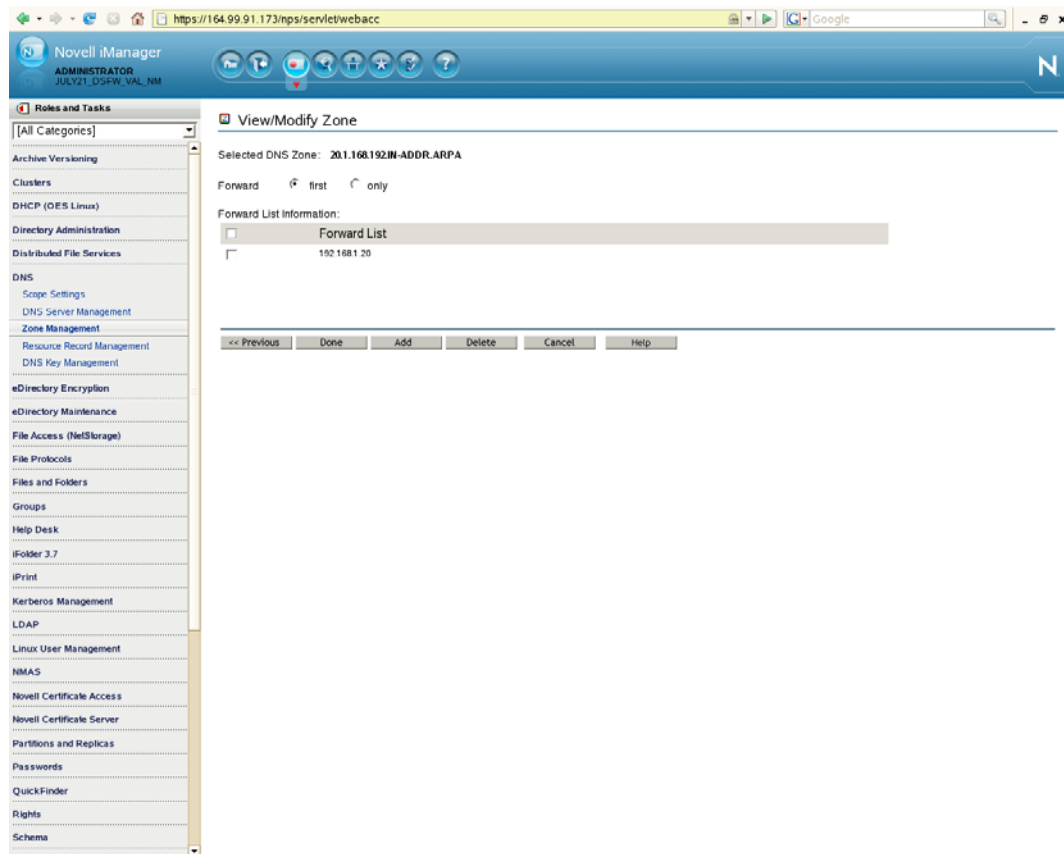 https://164.99.91.173/nps/servlet/webacc
Google
Novell iManager
ADMINISTRATOR
JULY21_DSFW_VAL_NM
N
Roles and Tasks
[All Categories]
Archive Versioning
Clusters
DHCP (OES Linux)
Directory Administration
Distributed File Services
DNS
Scope Settings
DNS Server Management
Zone Management
Resource Record Management
DNS Key Management
eDirectory Encryption
eDirectory Maintenance
File Access (NetStorage)
File Protocols
Files and Folders
Groups
Help Desk
iFolder 3.7
iPrint
Kerberos Management
LDAP
Linux User Management
NMAS
Novell Certificate Access
Novell Certificate Server
Partitions and Replicas
Passwords
QuickFinder
Rights
Schema
View/Modify Zone
Selected DNS Zone: 20.1.168.192.IN-ADDR.ARPA
Forward first only
Forward List Information:
Forward List
192.168.1.20
<< Previous Done Add Delete Cancel Help